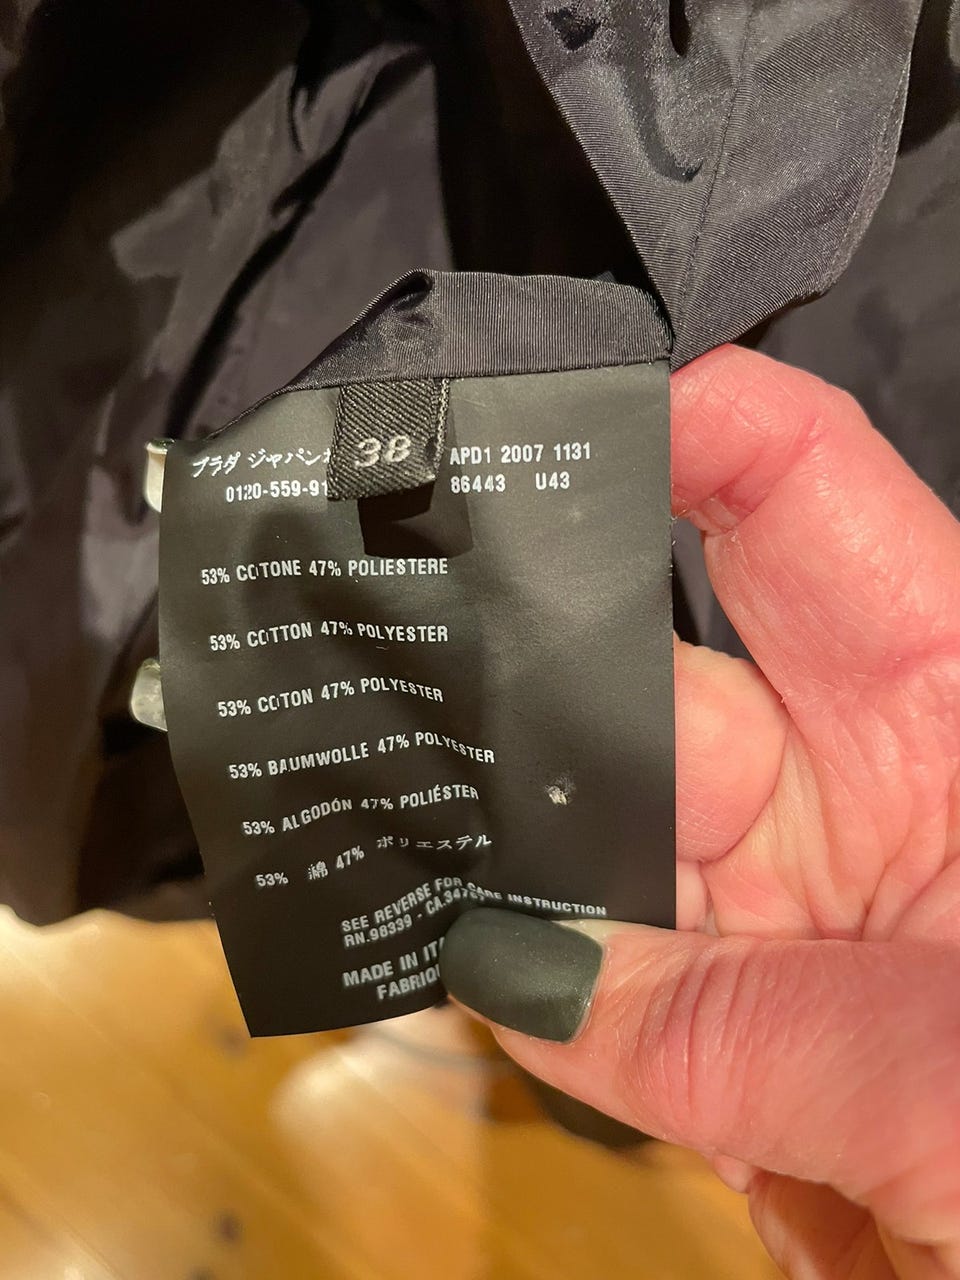 プラダ ジャパン
38
APD1 2007 1131
0120-559-91
86443 U43
53% COTONE 47% POLIESTERE
53% COTTON 47% POLYESTER
53% COTON 47% POLYESTER
53% BAUMWOLLE 47% POLYESTER
53% ALGODÓN 47% POLIÉSTER
53% 綿 47% ポリエステル
SEE REVERSE FOR CARE INSTRUCTION
RN.98339 - CA.
MADE IN